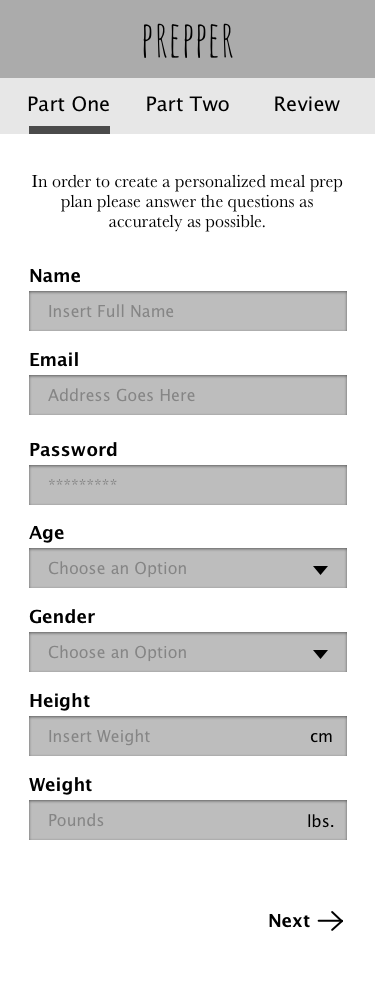 PREPPER
Part One Part Two Review
In order to create a personalized meal prep
plan please answer the questions as
accurately as possible.
Name
Insert Full Name
Email
Address Goes Here
Password
*********
Age
Choose an Option
Gender
Choose an Option
Height
Insert Weight cm
Weight
Pounds lbs.
Next